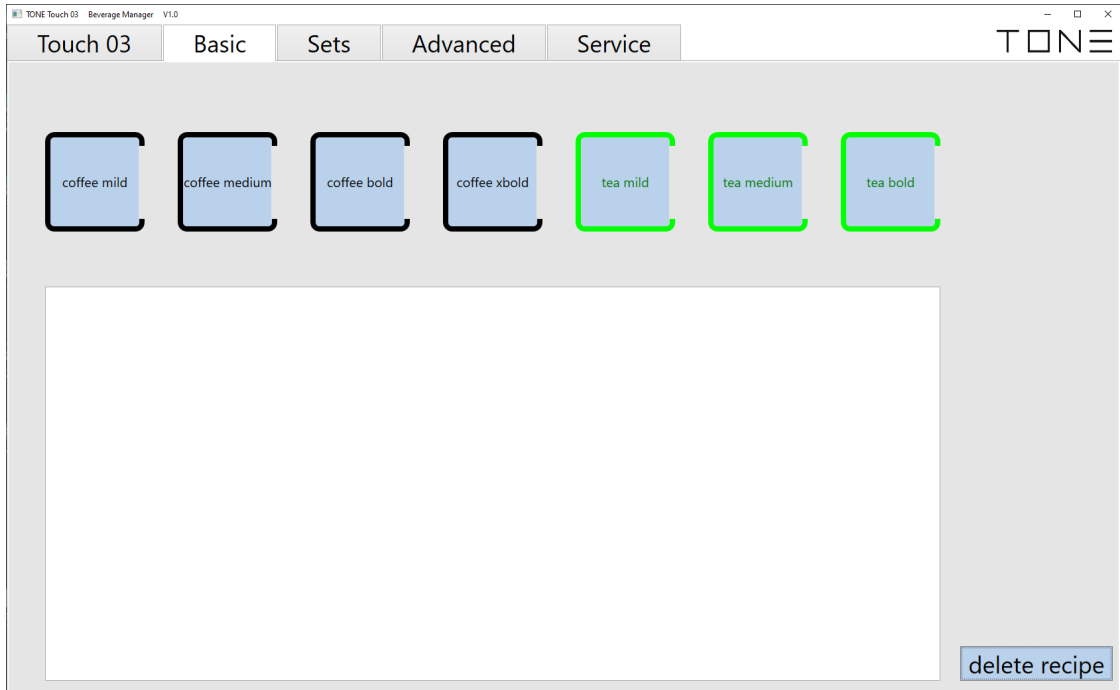 TONE Touch 03 Beverage Manager V1.0
Touch 03 Basic Sets Advanced Service TONE
coffee mild coffee medium coffee bold coffee xbold tea mild tea medium tea bold
delete recipe